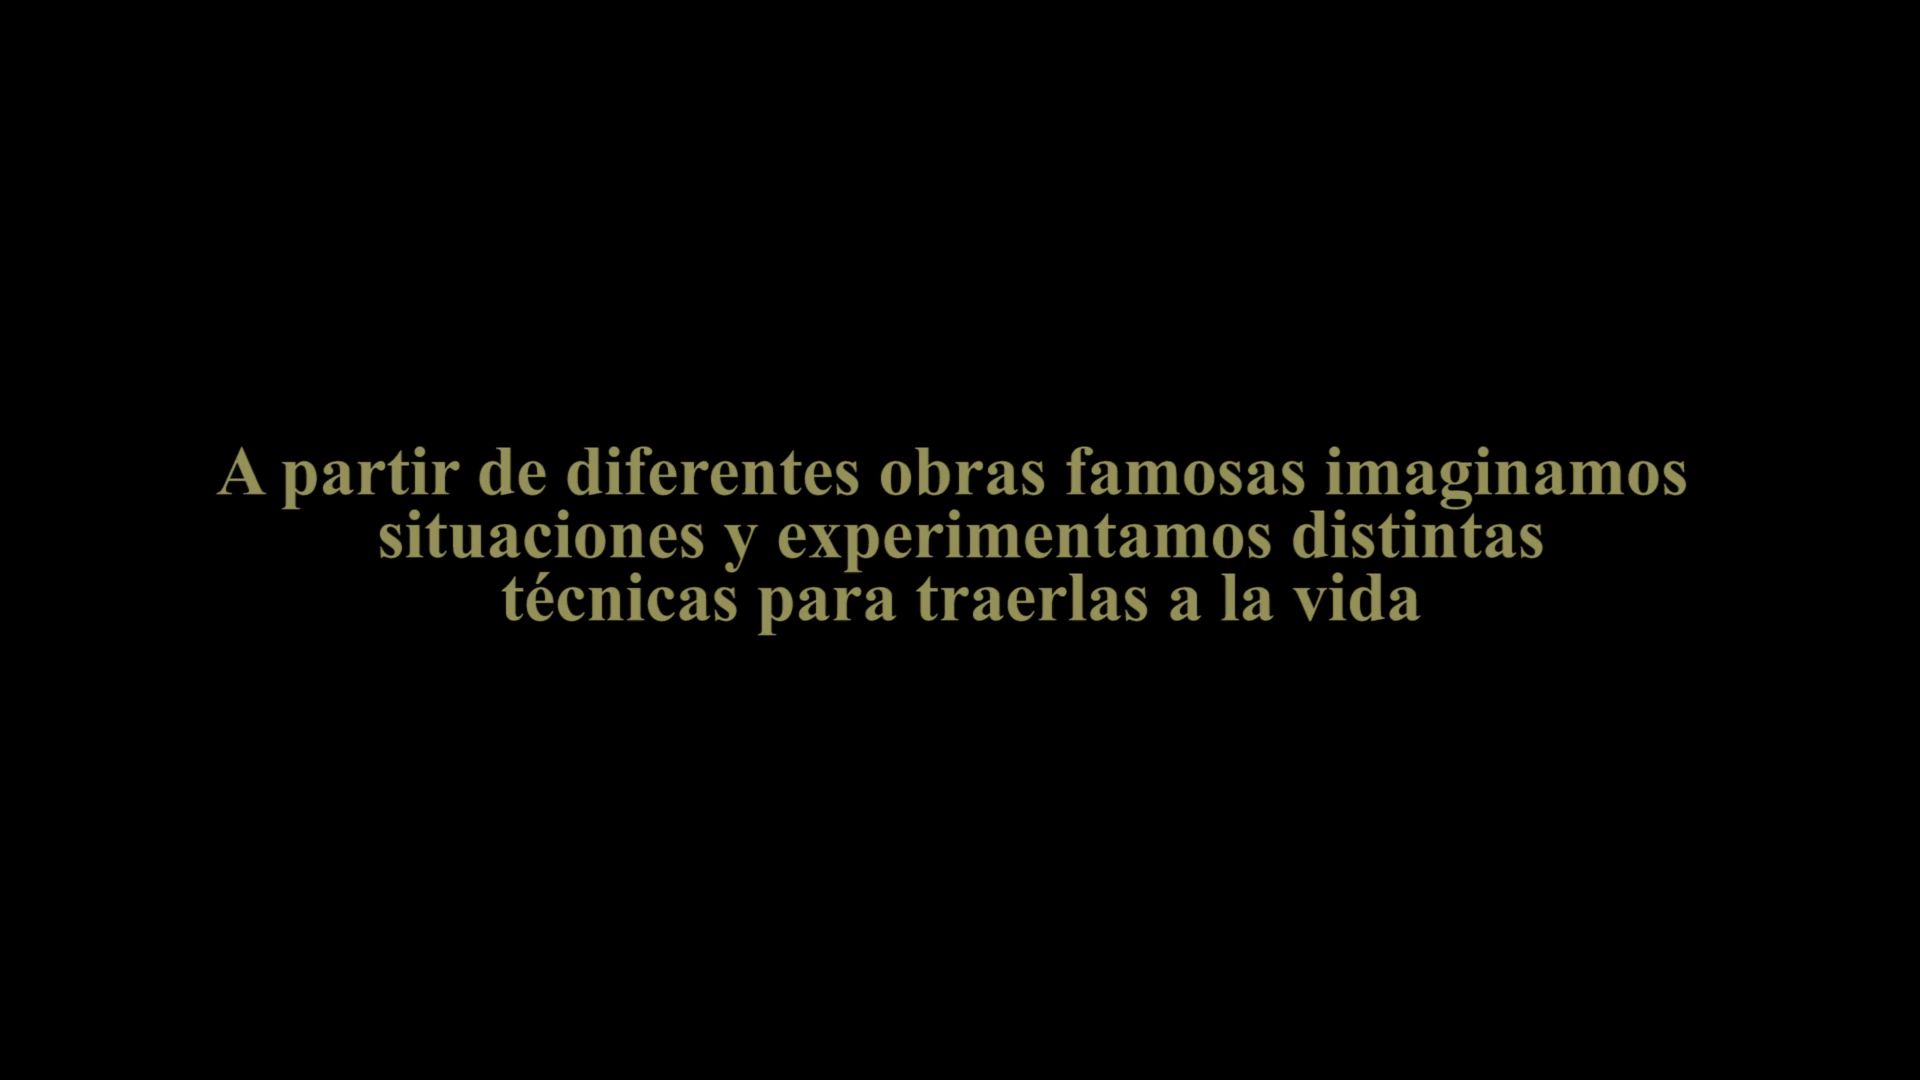 A partir de diferentes obras famosas imaginamos
situaciones y experimentamos distintas
técnicas para traerlas a la vida